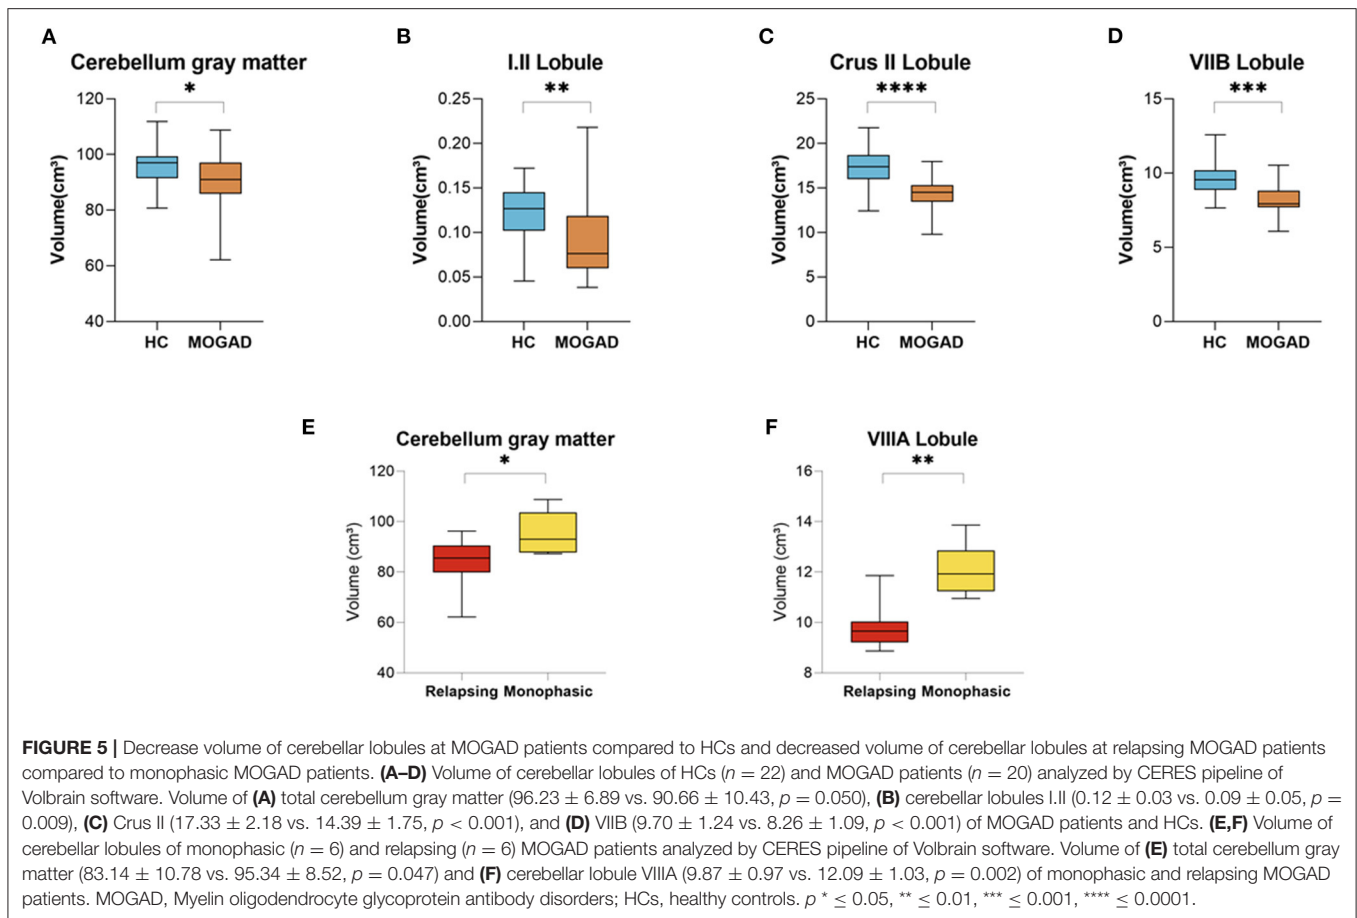 A
Cerebellum gray matter
*
Volume(cm³)
120
100
80
60
40
HC MOGAD
B
I.II Lobule
**
Volume(cm³)
0.25
0.20
0.15
0.10
0.05
0.00
HC MOGAD
C
Crus II Lobule
****
Volume(cm³)
25
20
15
10
5
0
HC MOGAD
D
VIIB Lobule
***
Volume(cm³)
15
10
5
0
HC MOGAD
E
Cerebellum gray matter
*
Volume (cm³)
120
100
80
60
40
Relapsing Monophasic
F
VIIIA Lobule
**
Volume (cm³)
16
14
12
10
8
Relapsing Monophasic
FIGURE 5 | Decrease volume of cerebellar lobules at MOGAD patients compared to HCs and decreased volume of cerebellar lobules at relapsing MOGAD patients
compared to monophasic MOGAD patients. (A–D) Volume of cerebellar lobules of HCs (n = 22) and MOGAD patients (n = 20) analyzed by CERES pipeline of
Volbrain software. Volume of (A) total cerebellum gray matter (96.23 ± 6.89 vs. 90.66 ± 10.43, p = 0.050), (B) cerebellar lobules I.II (0.12 ± 0.03 vs. 0.09 ± 0.05, p =
0.009), (C) Crus II (17.33 ± 2.18 vs. 14.39 ± 1.75, p < 0.001), and (D) VIIB (9.70 ± 1.24 vs. 8.26 ± 1.09, p < 0.001) of MOGAD patients and HCs. (E,F) Volume of
cerebellar lobules of monophasic (n = 6) and relapsing (n = 6) MOGAD patients analyzed by CERES pipeline of Volbrain software. Volume of (E) total cerebellum gray
matter (83.14 ± 10.78 vs. 95.34 ± 8.52, p = 0.047) and (F) cerebellar lobule VIIIA (9.87 ± 0.97 vs. 12.09 ± 1.03, p = 0.002) of monophasic and relapsing MOGAD
patients. MOGAD, Myelin oligodendrocyte glycoprotein antibody disorders; HCs, healthy controls. p * ≤ 0.05, ** ≤ 0.01, *** ≤ 0.001, **** ≤ 0.0001.